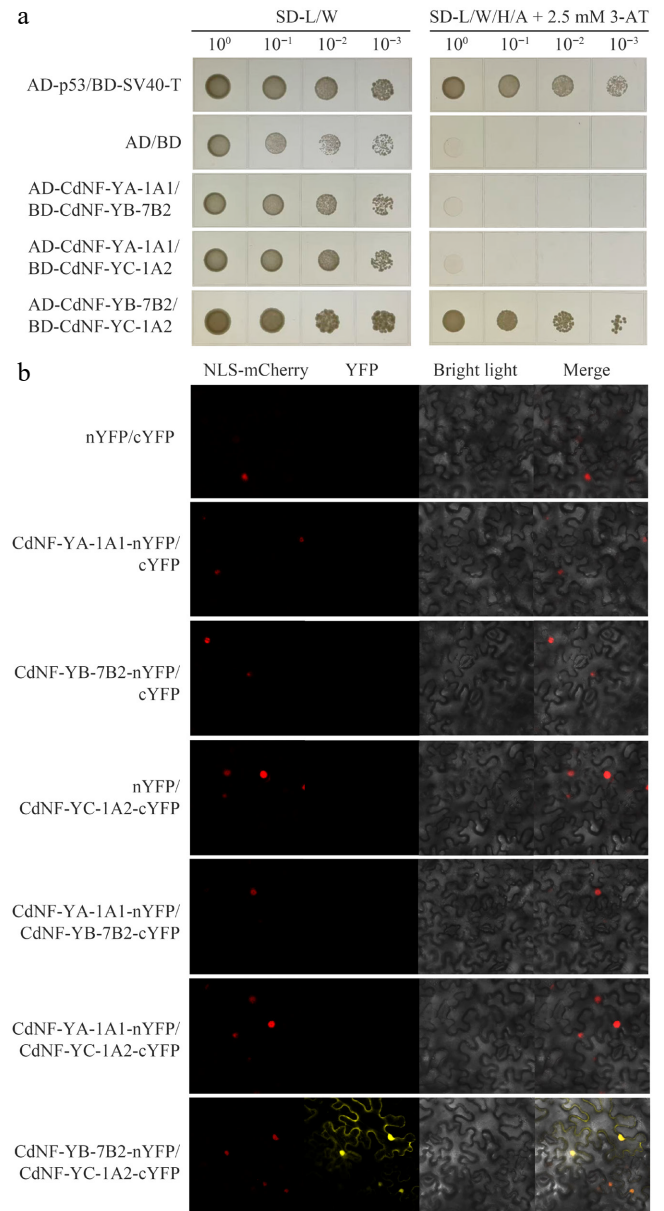 a
SD-L/W
SD-L/W/H/A + 2.5 mM 3-AT
10⁰ 10⁻¹ 10⁻² 10⁻³ 10⁰ 10⁻¹ 10⁻² 10⁻³
AD-p53/BD-SV40-T
AD/BD
AD-CdNF-YA-1A1/
BD-CdNF-YB-7B2
AD-CdNF-YA-1A1/
BD-CdNF-YC-1A2
AD-CdNF-YB-7B2/
BD-CdNF-YC-1A2
b
NLS-mCherry YFP Bright light Merge
nYFP/cYFP
CdNF-YA-1A1-nYFP/
cYFP
CdNF-YB-7B2-nYFP/
cYFP
nYFP/
CdNF-YC-1A2-cYFP
CdNF-YA-1A1-nYFP/
CdNF-YB-7B2-cYFP
CdNF-YA-1A1-nYFP/
CdNF-YC-1A2-cYFP
CdNF-YB-7B2-nYFP/
CdNF-YC-1A2-cYFP